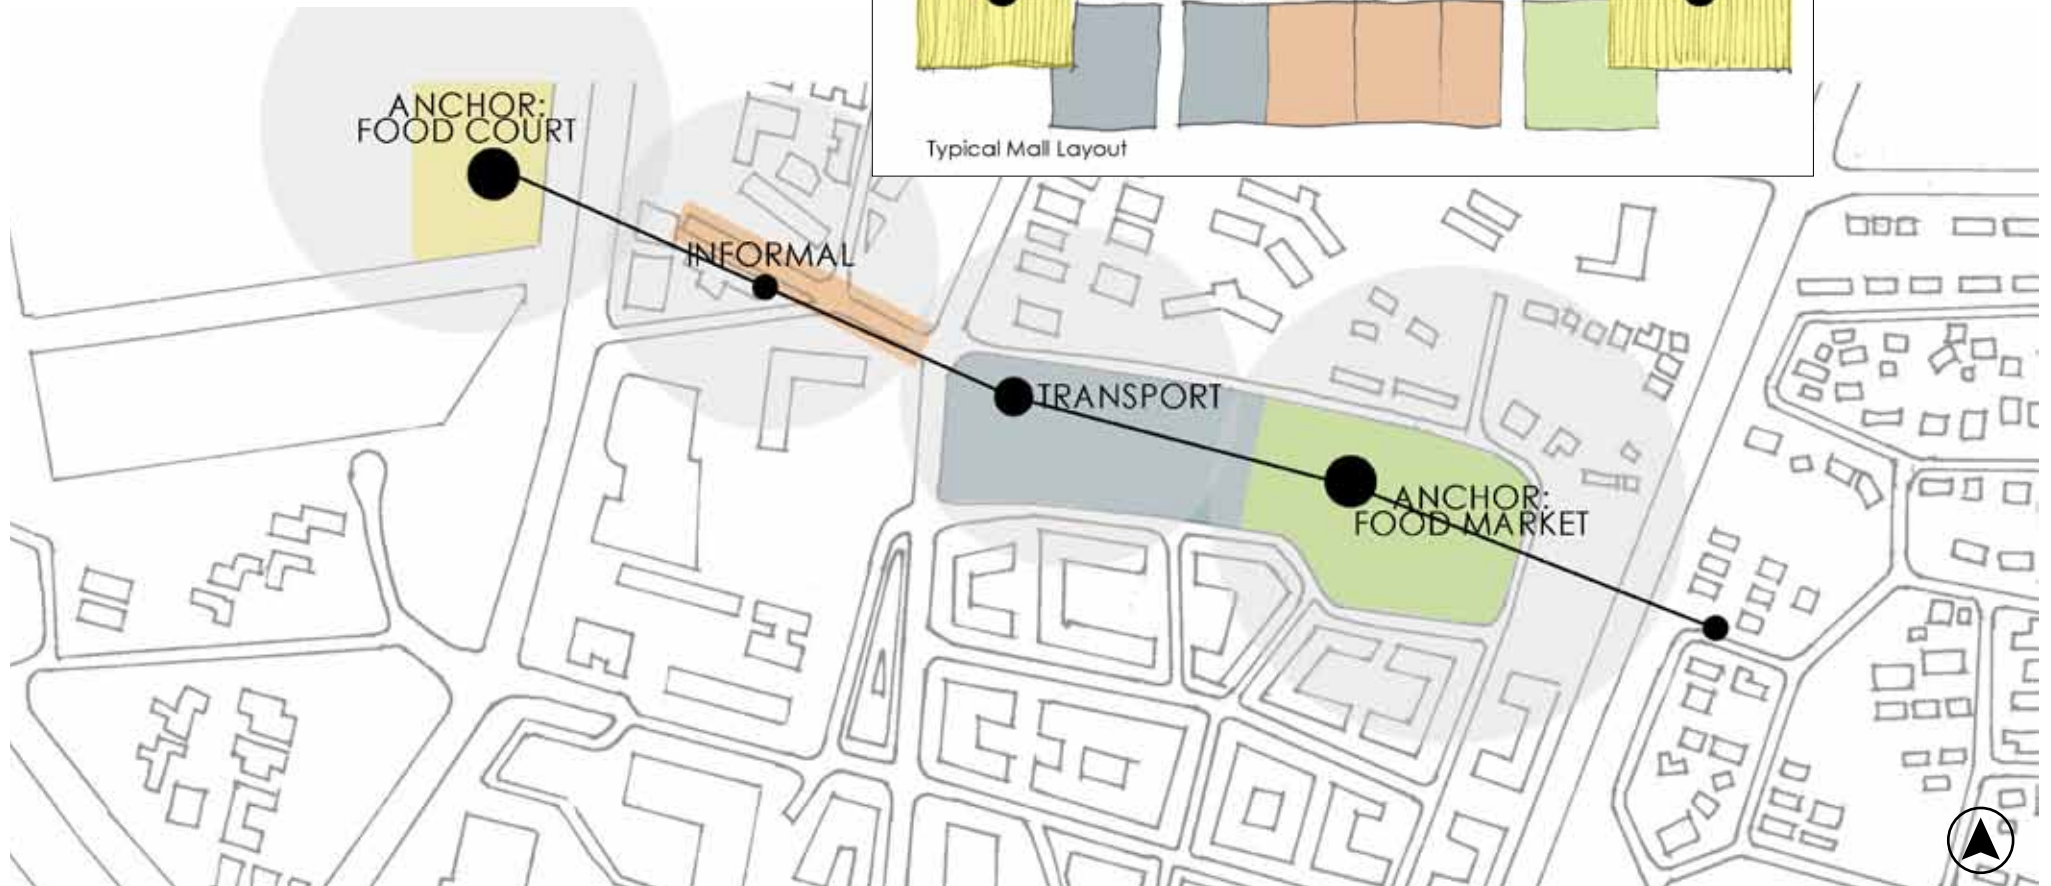 ANCHOR:
FOOD COURT
Typical Mall Layout
INFORMAL
TRANSPORT
ANCHOR:
FOOD MARKET